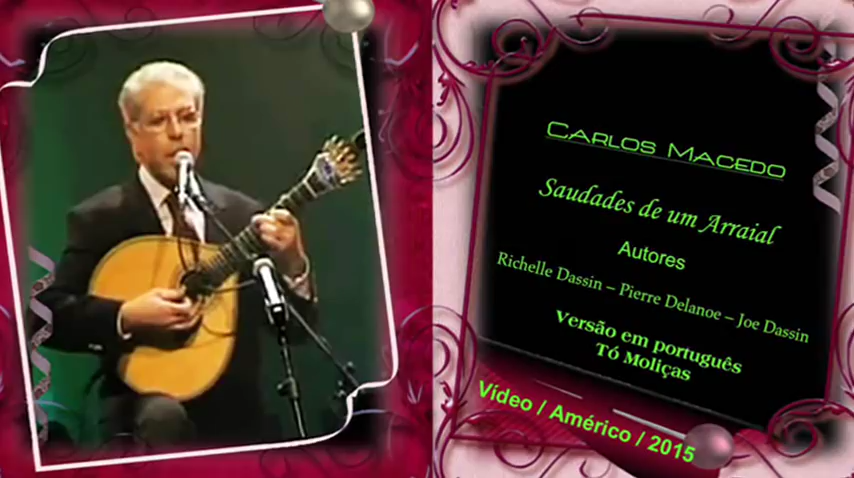 Carlos Macedo
Saudades de um Arraial
Autores
Richelle Dassin – Pierre Delanoe – Joe Dassin
Versão em português
Tó Moliças
Vídeo / Américo / 2015